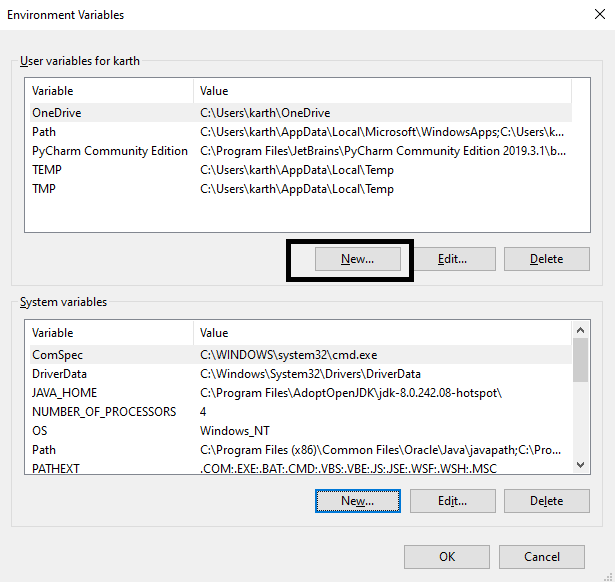 Environment Variables
User variables for karth
Variable Value
OneDrive C:\Users\karth\OneDrive
Path C:\Users\karth\AppData\Local\Microsoft\WindowsApps;C:\Users\k...
PyCharm Community Edition C:\Program Files\JetBrains\PyCharm Community Edition 2019.3.1\b...
TEMP C:\Users\karth\AppData\Local\Temp
TMP C:\Users\karth\AppData\Local\Temp
New... Edit... Delete
System variables
Variable Value
ComSpec C:\WINDOWS\system32\cmd.exe
DriverData C:\Windows\System32\Drivers\DriverData
JAVA_HOME C:\Program Files\AdoptOpenJDK\jdk-8.0.242.08-hotspot\
NUMBER_OF_PROCESSORS 4
OS Windows_NT
Path C:\Program Files (x86)\Common Files\Oracle\Java\javapath;C:\Pro...
PATHEXT .COM;.EXE;.BAT;.CMD;.VBS;.VBE;.JS;.JSE;.WSF;.WSH;.MSC
New... Edit... Delete
OK Cancel